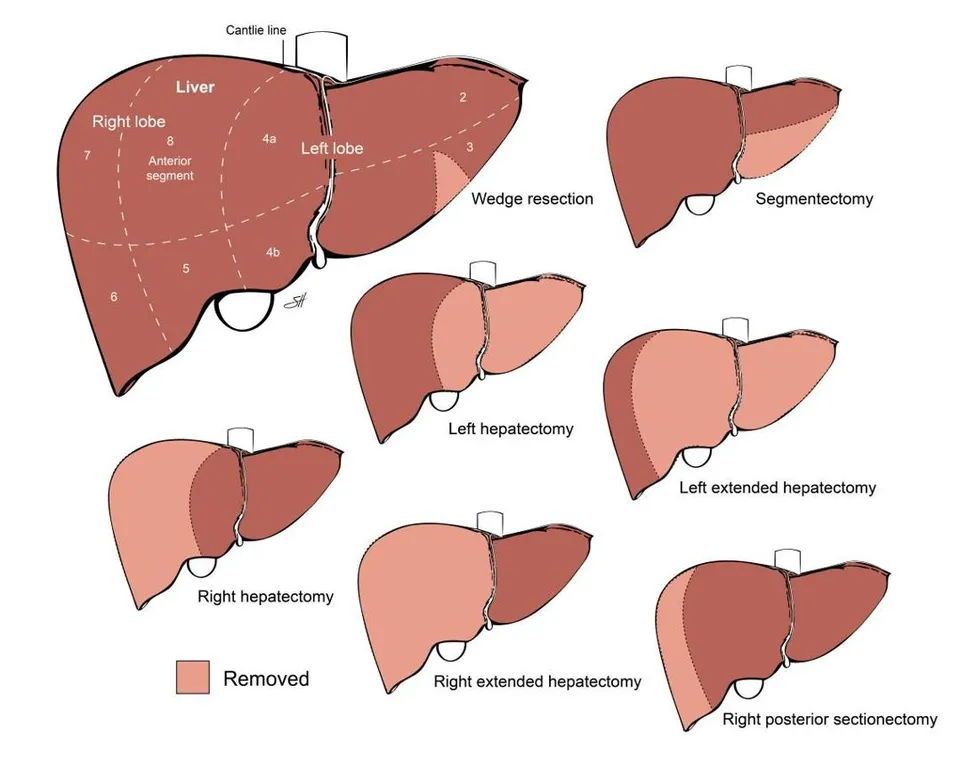 Cantlie line
Liver
Right lobe
2
8
4a
3
7
Anterior
segment
Left lobe
4b
5
6
SH
Wedge resection
Segmentectomy
Left hepatectomy
Left extended hepatectomy
Right hepatectomy
Right extended hepatectomy
Right posterior sectionectomy
Removed